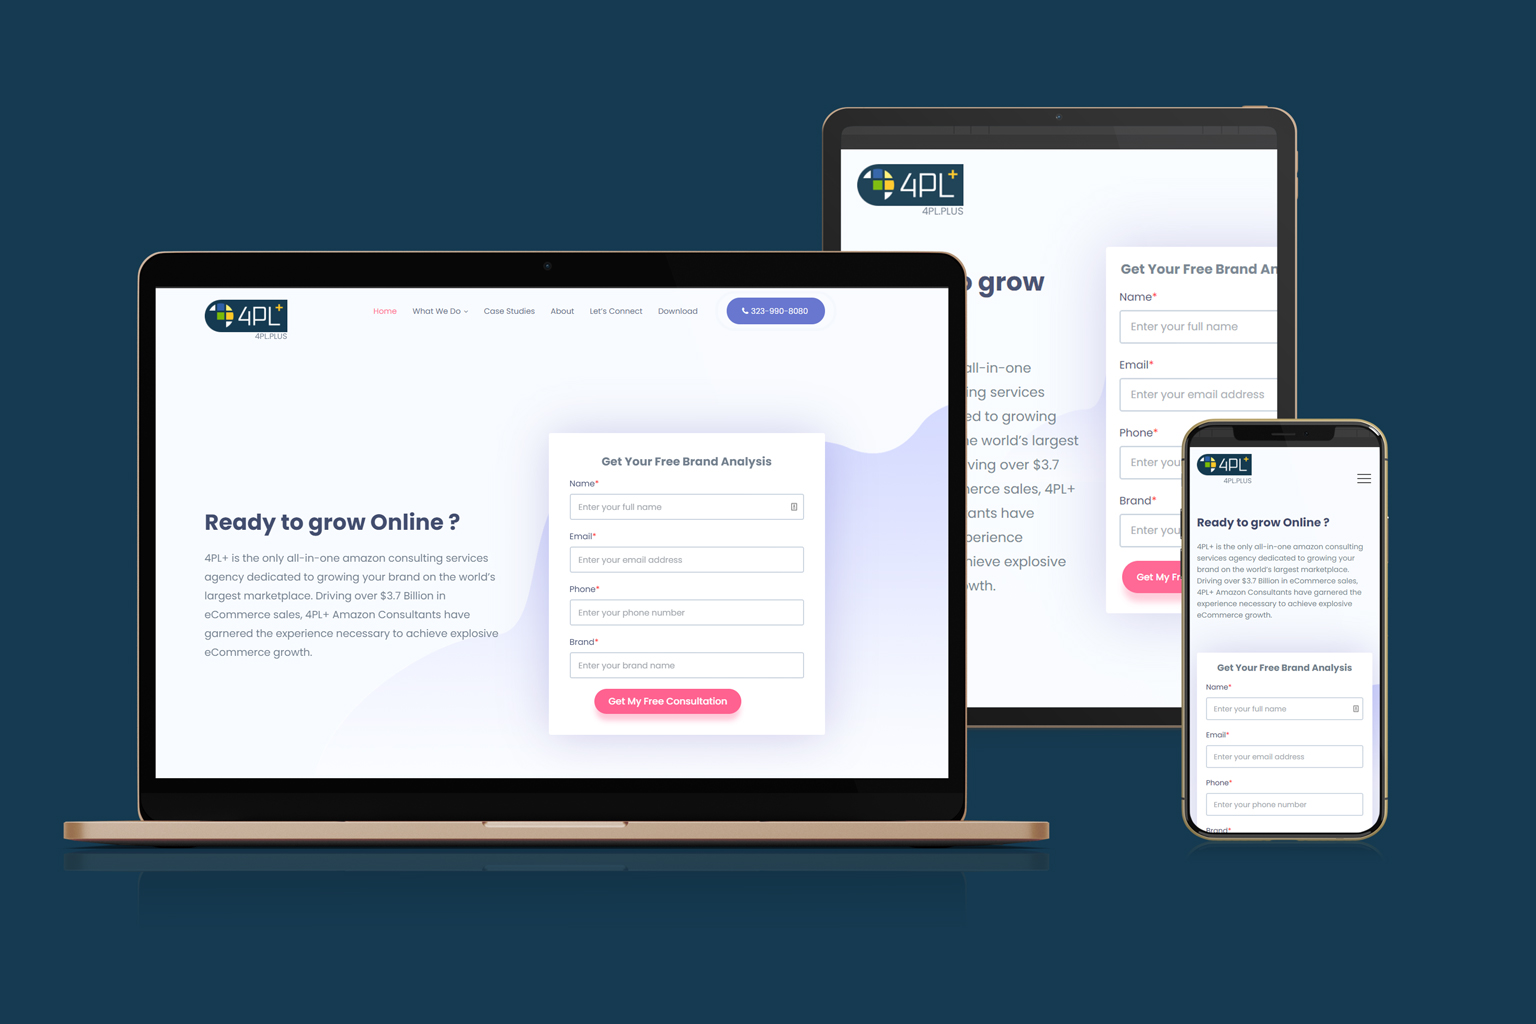 4PL+
4PL.PLUS
Home
What We Do
Case Studies
About
Let's Connect
Download
323-990-8080
Ready to grow Online ?
4PL+ is the only all-in-one amazon consulting services
agency dedicated to growing your brand on the world's
largest marketplace. Driving over $3.7 Billion in
eCommerce sales, 4PL+ Amazon Consultants have
garnered the experience necessary to achieve explosive
eCommerce growth.
Get Your Free Brand Analysis
Name*
Enter your full name
Email*
Enter your email address
Phone*
Enter your phone number
Brand*
Enter your brand name
Get My Free Consultation
4PL+
4PL.PLUS
grow
all-in-one
ing services
ed to growing
he world's largest
ving over $3.7
erce sales, 4PL+
tants have
perience
hieve explosive
wth.
Get Your Free Brand An
Name*
Enter your full name
Email*
Enter your email address
Phone*
Enter you
Brand*
Enter you
Get My Fr
4PL+
4PL.PLUS
Ready to grow Online ?
4PL+ is the only all-in-one amazon consulting
services agency dedicated to growing your
brand on the world's largest marketplace.
Driving over $3.7 Billion in eCommerce sales,
4PL+ Amazon Consultants have garnered the
experience necessary to achieve explosive
eCommerce growth.
Get Your Free Brand Analysis
Name*
Enter your full name
Email*
Enter your email address
Phone*
Enter your phone number
Brand*